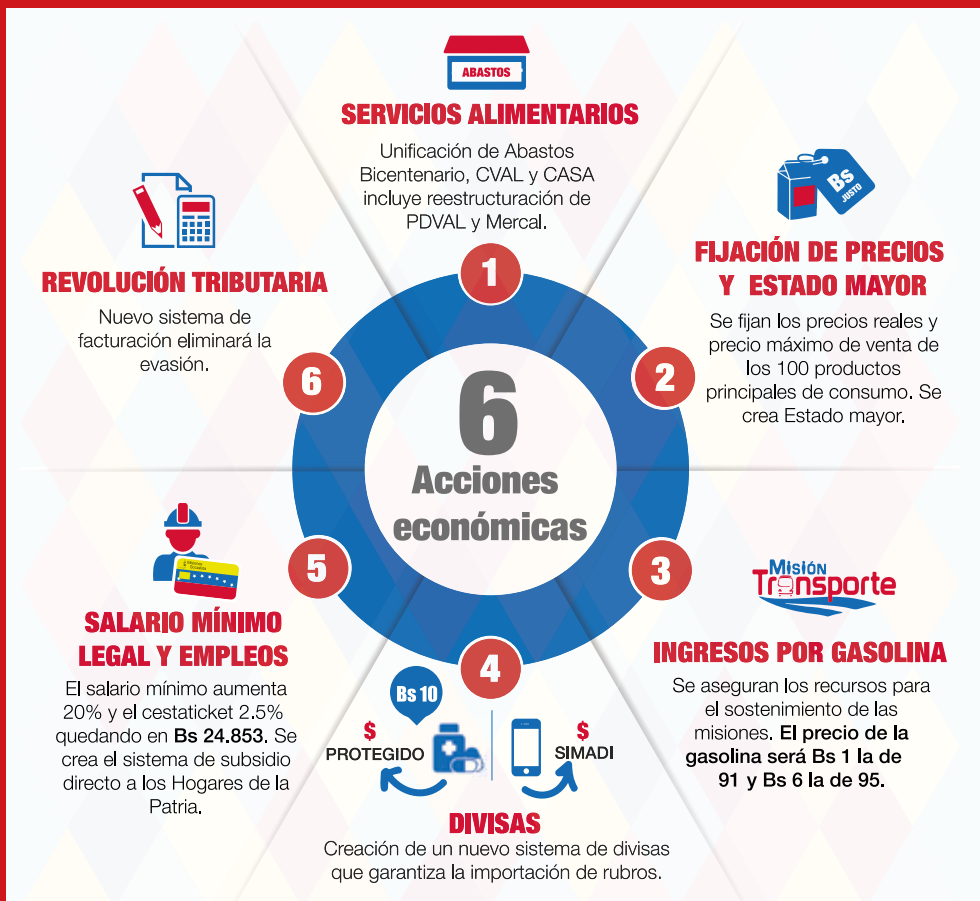 ABASTOS
SERVICIOS ALIMENTARIOS
Unificación de Abastos
Bicentenario, CVAL y CASA
incluye reestructuración de
PDVAL y Mercal.
1
Bs
JUSTO
FIJACIÓN DE PRECIOS
Y ESTADO MAYOR
Se fijan los precios reales y
precio máximo de venta de
los 100 productos
principales de consumo. Se
crea Estado mayor.
2
Misión
Transporte
INGRESOS POR GASOLINA
Se aseguran los recursos para
el sostenimiento de las
misiones. El precio de la
gasolina será Bs 1 la de
91 y Bs 6 la de 95.
3
4
Bs 10
$
PROTEGIDO
$
SIMADI
DIVISAS
Creación de un nuevo sistema de divisas
que garantiza la importación de rubros.
5
SALARIO MÍNIMO
LEGAL Y EMPLEOS
El salario mínimo aumenta
20% y el cestaticket 2.5%
quedando en Bs 24.853. Se
crea el sistema de subsidio
directo a los Hogares de la
Patria.
REVOLUCIÓN TRIBUTARIA
Nuevo sistema de
facturación eliminará la
evasión.
6
6
Acciones
económicas